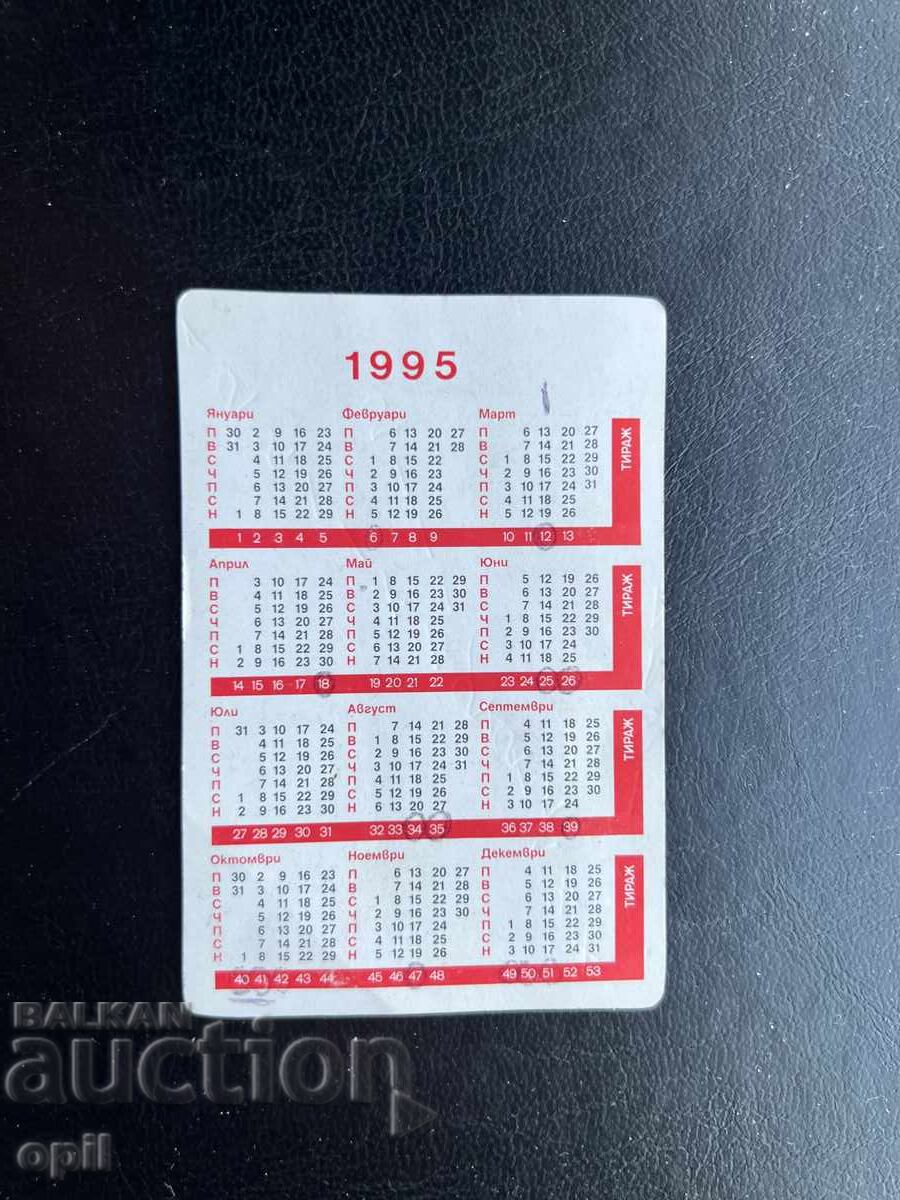 1995
Януари Февруари Март
П 30 2 9 16 23 П 6 13 20 27 П 6 13 20 27
В 31 3 10 17 24 В 7 14 21 28 В 7 14 21 28
С 4 11 18 25 С 1 8 15 22 С 1 8 15 22 29
Ч 5 12 19 26 Ч 2 9 16 23 Ч 2 9 16 23 30
П 6 13 20 27 П 3 10 17 24 П 3 10 17 24 31
С 7 14 21 28 С 4 11 18 25 С 4 11 18 25
Н 1 8 15 22 29 Н 5 12 19 26 Н 5 12 19 26
1 2 3 4 5 6 7 8 9 10 11 12 13
ТИРАЖ
Април Май Юни
П 3 10 17 24 П 1 8 15 22 29 П 5 12 19 26
В 4 11 18 25 В 2 9 16 23 30 В 6 13 20 27
С 5 12 19 26 С 3 10 17 24 31 С 7 14 21 28
Ч 6 13 20 27 Ч 4 11 18 25 Ч 1 8 15 22 29
П 7 14 21 28 П 5 12 19 26 П 2 9 16 23 30
С 1 8 15 22 29 С 6 13 20 27 С 3 10 17 24
Н 2 9 16 23 30 Н 7 14 21 28 Н 4 11 18 25
14 15 16 17 18 19 20 21 22 23 24 25 26
ТИРАЖ
Юли Август Септември
П 31 3 10 17 24 П 7 14 21 28 П 4 11 18 25
В 4 11 18 25 В 1 8 15 22 29 В 5 12 19 26
С 5 12 19 26 С 2 9 16 23 30 С 6 13 20 27
Ч 6 13 20 27 Ч 3 10 17 24 31 Ч 7 14 21 28
П 7 14 21 28 П 4 11 18 25 П 1 8 15 22 29
С 1 8 15 22 29 С 5 12 19 26 С 2 9 16 23 30
Н 2 9 16 23 30 Н 6 13 20 27 Н 3 10 17 24
27 28 29 30 31 32 33 34 35 36 37 38 39
ТИРАЖ
Октомври Ноември Декември
П 30 2 9 16 23 П 6 13 20 27 П 4 11 18 25
В 31 3 10 17 24 В 7 14 21 28 В 5 12 19 26
С 4 11 18 25 С 1 8 15 22 29 С 6 13 20 27
Ч 5 12 19 26 Ч 2 9 16 23 30 Ч 7 14 21 28
П 6 13 20 27 П 3 10 17 24 П 1 8 15 22 29
С 7 14 21 28 С 4 11 18 25 С 2 9 16 23 30
Н 1 8 15 22 29 Н 5 12 19 26 Н 3 10 17 24 31
40 41 42 43 44 45 46 47 48 49 50 51 52 53
ТИРАЖ
BALKAN
auction
opil